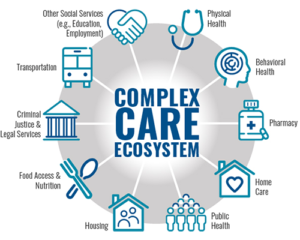 Other Social Services
(e.g., Education,
Employment)
Physical
Health
Transportation
Behavioral
Health
COMPLEX
CARE
ECOSYSTEM
Criminal
Justice &
Legal Services
Pharmacy
Food Access &
Nutrition
Home
Care
Housing
Public
Health